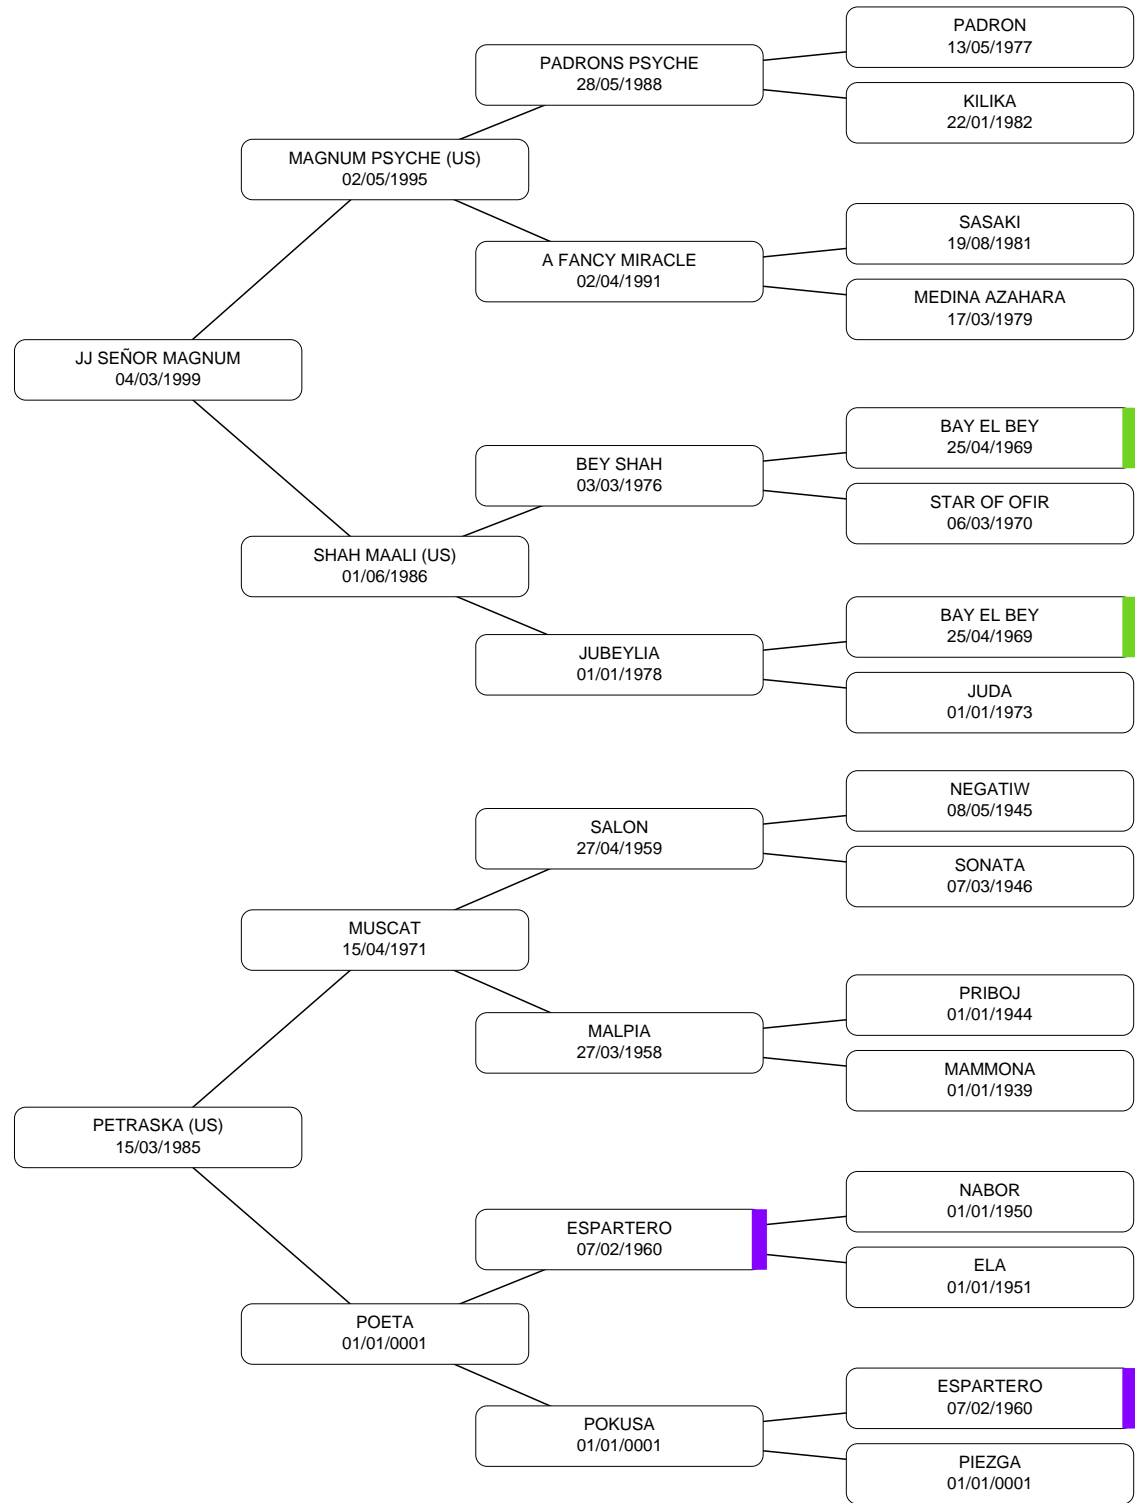 PADRON
13/05/1977
PADRONS PSYCHE
28/05/1988
KILIKA
22/01/1982
MAGNUM PSYCHE (US)
02/05/1995
SASAKI
19/08/1981
A FANCY MIRACLE
02/04/1991
MEDINA AZAHARA
17/03/1979
JJ SEÑOR MAGNUM
04/03/1999
BAY EL BEY
25/04/1969
BEY SHAH
03/03/1976
STAR OF OFIR
06/03/1970
SHAH MAALI (US)
01/06/1986
BAY EL BEY
25/04/1969
JUBEYLIA
01/01/1978
JUDA
01/01/1973
NEGATIW
08/05/1945
SALON
27/04/1959
SONATA
07/03/1946
MUSCAT
15/04/1971
PRIBOJ
01/01/1944
MALPIA
27/03/1958
MAMMONA
01/01/1939
PETRASKA (US)
15/03/1985
NABOR
01/01/1950
ESPARTERO
07/02/1960
ELA
01/01/1951
POETA
01/01/0001
ESPARTERO
07/02/1960
POKUSA
01/01/0001
PIEZGA
01/01/0001